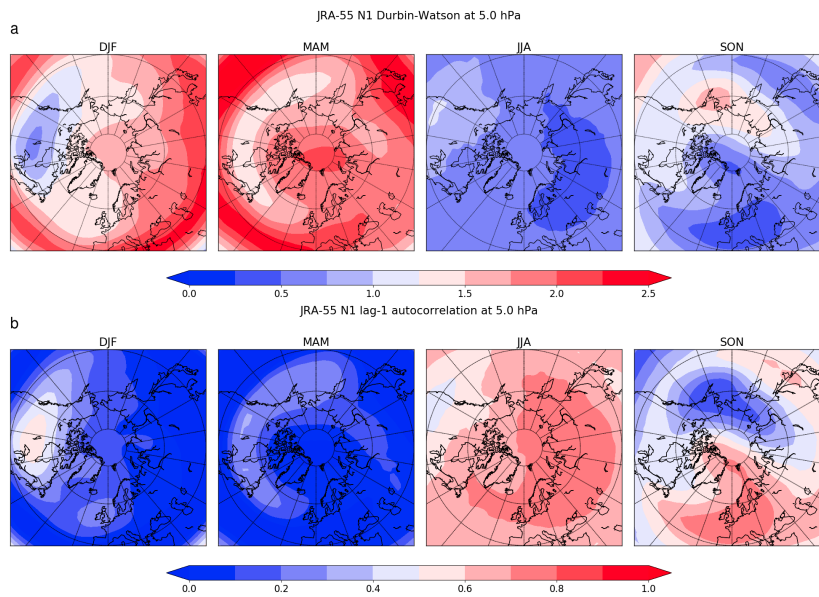 JRA-55 N1 Durbin-Watson at 5.0 hPa
a
DJF MAM JJA SON
0.0 0.5 1.0 1.5 2.0 2.5
JRA-55 N1 lag-1 autocorrelation at 5.0 hPa
b
DJF MAM JJA SON
0.0 0.2 0.4 0.6 0.8 1.0